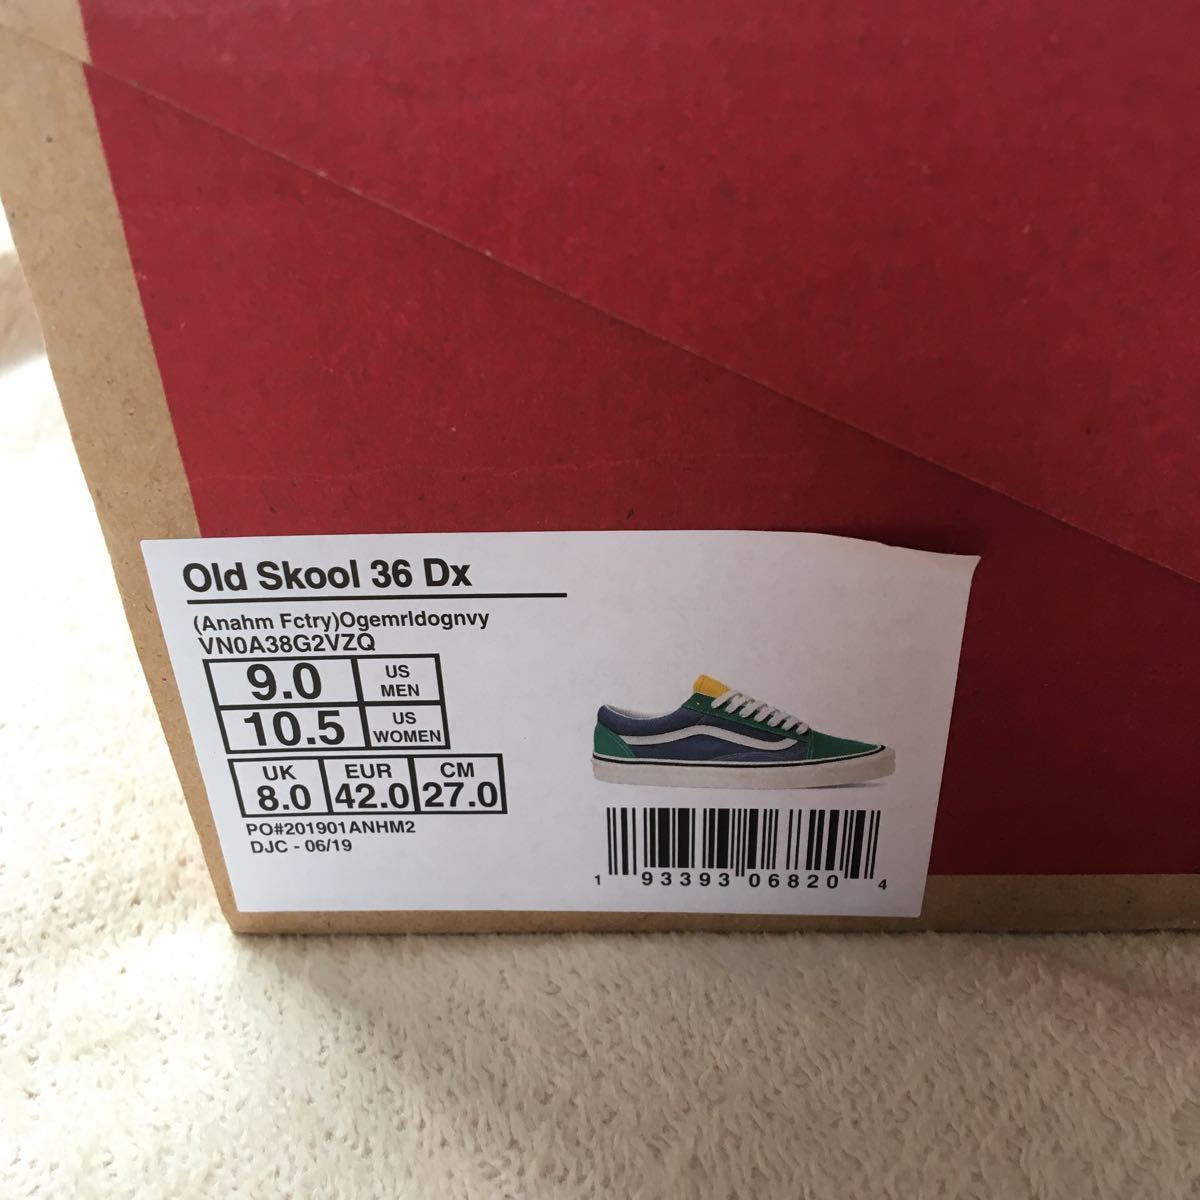 Old Skool 36 Dx
(Anahm Fctry)Ogemrldognvy
VN0A38G2VZQ
9.0 US MEN
10.5 US WOMEN
UK 8.0 EUR 42.0 CM 27.0
PO#201901ANHM2
DJC - 06/19
1 93393 06820 4